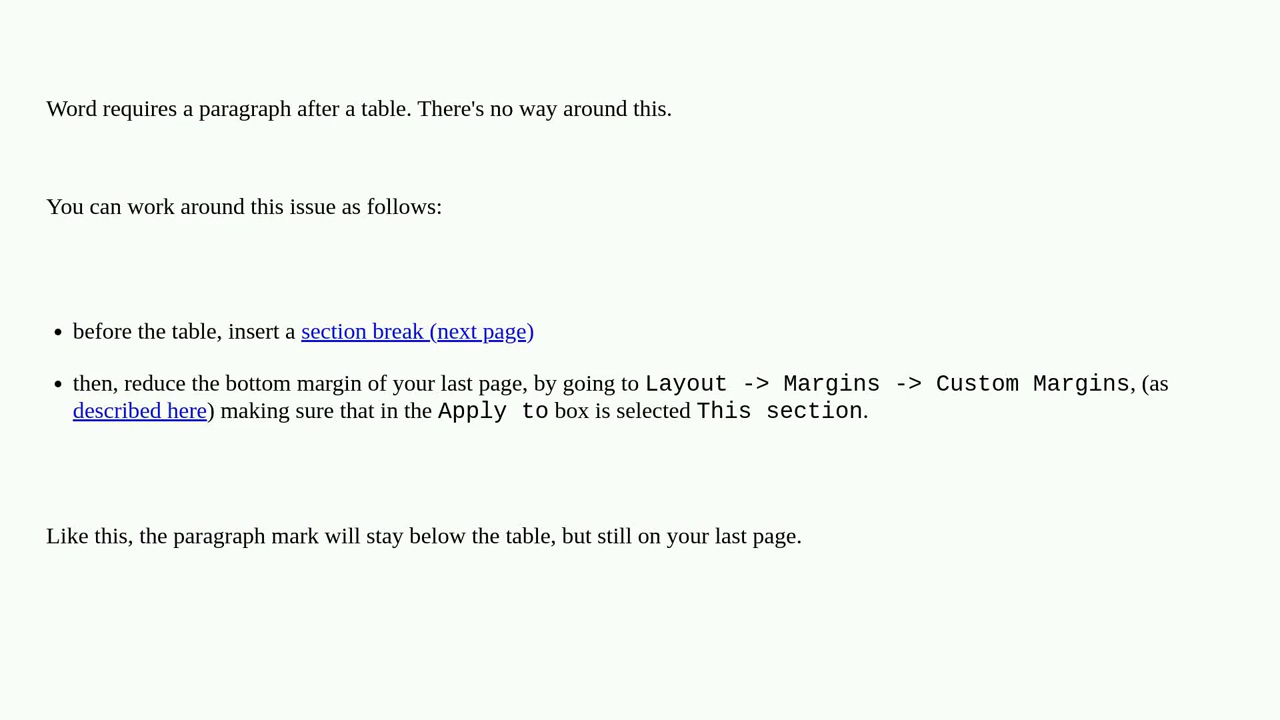 Word requires a paragraph after a table. There's no way around this.
You can work around this issue as follows:
• before the table, insert a section break (next page)
• then, reduce the bottom margin of your last page, by going to Layout -> Margins -> Custom Margins, (as
described here) making sure that in the Apply to box is selected This section.
Like this, the paragraph mark will stay below the table, but still on your last page.